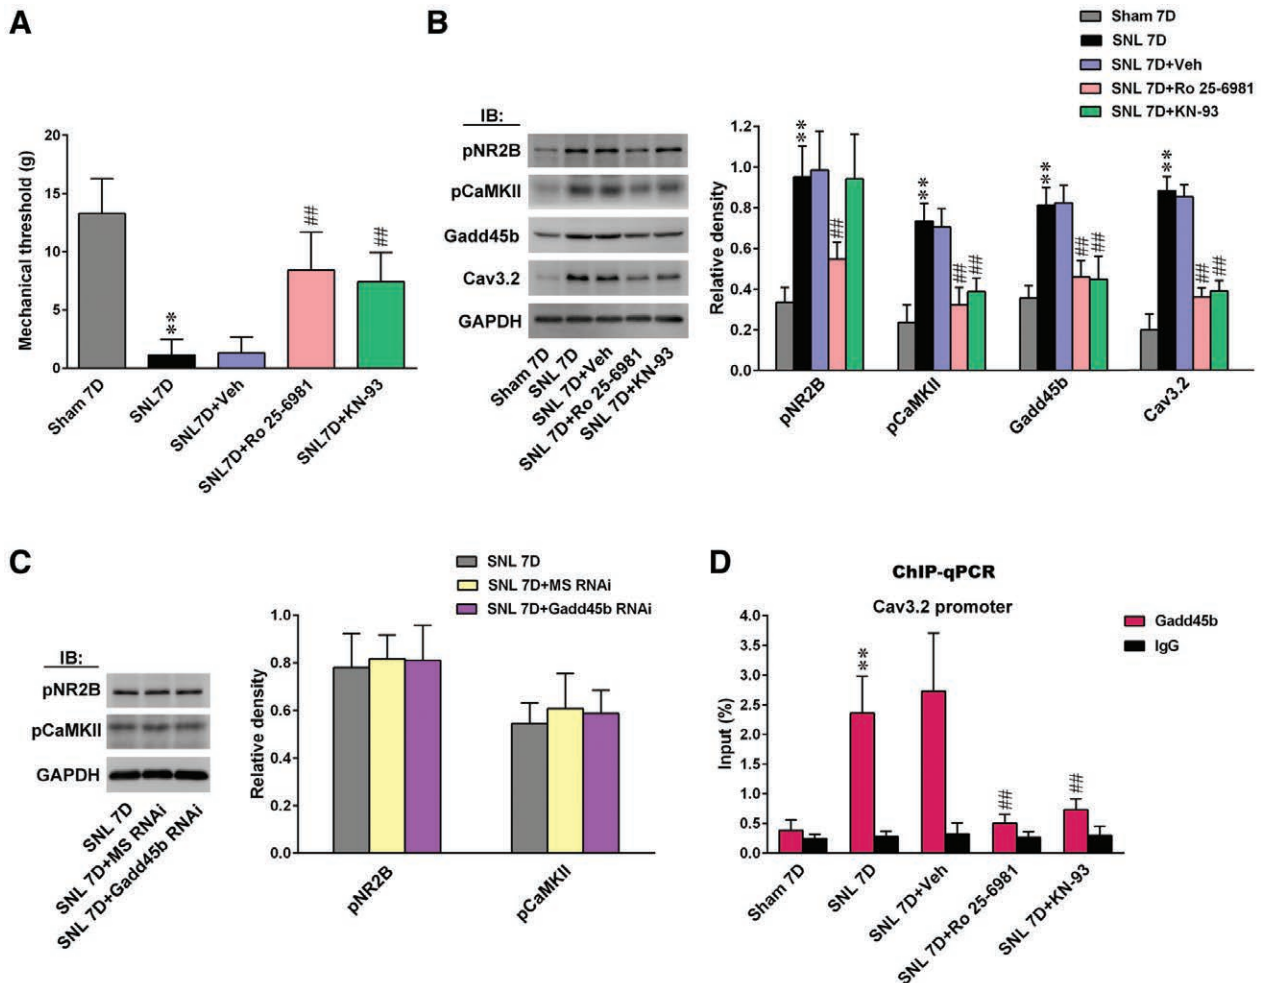 A
Mechanical threshold (g)
20
15
10
5
0
**
##
##
Sham 7D
SNL7D
SNL7D+Veh
SNL7D+Ro 25-6981
SNL7D+KN-93
B
IB:
pNR2B
pCaMKII
Gadd45b
Cav3.2
GAPDH
Sham 7D
SNL 7D
SNL 7D+Veh
SNL 7D+Ro 25-6981
SNL 7D+KN-93
Sham 7D
SNL 7D
SNL 7D+Veh
SNL 7D+Ro 25-6981
SNL 7D+KN-93
Relative density
1.2
1.0
0.8
0.6
0.4
0.2
0.0
**
##
**
##
##
**
##
##
**
##
##
pNR2B
pCaMKII
Gadd45b
Cav3.2
C
IB:
pNR2B
pCaMKII
GAPDH
SNL 7D
SNL 7D+MS RNAi
SNL 7D+Gadd45b RNAi
SNL 7D
SNL 7D+MS RNAi
SNL 7D+Gadd45b RNAi
Relative density
1.0
0.8
0.6
0.4
0.2
0.0
pNR2B
pCaMKII
D
ChIP-qPCR
Cav3.2 promoter
Gadd45b
IgG
Input (%)
4.0
3.5
3.0
2.5
2.0
1.5
1.0
0.5
0.0
**
##
##
Sham 7D
SNL 7D
SNL 7D+Veh
SNL 7D+Ro 25-6981
SNL 7D+KN-93